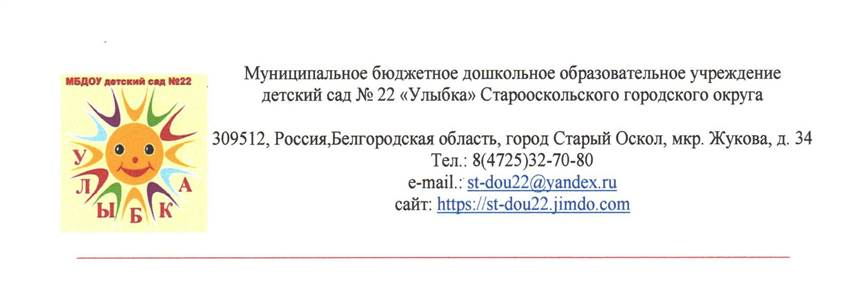 МБДОУ детский сад №22
УЛЫБКА
Муниципальное бюджетное дошкольное образовательное учреждение
детский сад № 22 «Улыбка» Старооскольского городского округа
309512, Россия,Белгородская область, город Старый Оскол, мкр. Жукова, д. 34
Тел.: 8(4725)32-70-80
e-mail.: st-dou22@yandex.ru
сайт: https://st-dou22.jimdo.com